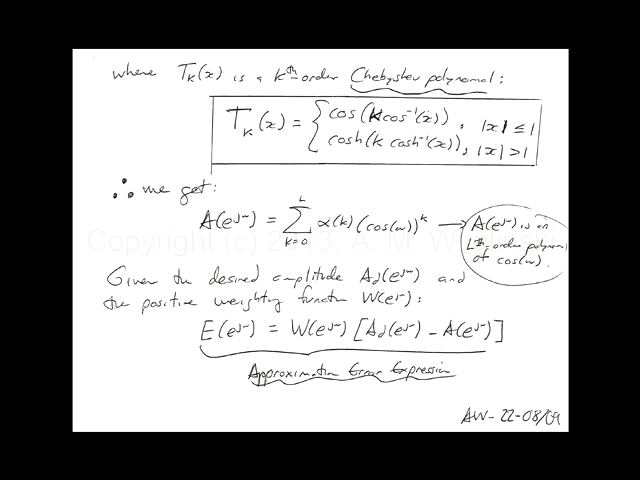 where T_K(x) is a k^th-order Chebyshev polynomial:
T_K(x) = { cos(k cos^-1(x)), |x| ≤ 1
cosh(k cosh^-1(x)), |x| > 1
∴ we get:
A(e^jω) = Σ_{k=0}^{L} α(k) (cos(ω))^k → A(e^jω) is an
L^th-order polynomial
of cos(ω).
Copyright (c) 2013. A. M. W
Given the desired amplitude A_d(e^jω) and
the positive weighting function W(e^jω):
E(e^jω) = W(e^jω) [A_d(e^jω) - A(e^jω)]
Approximation Error Expression
AW-22-08/09